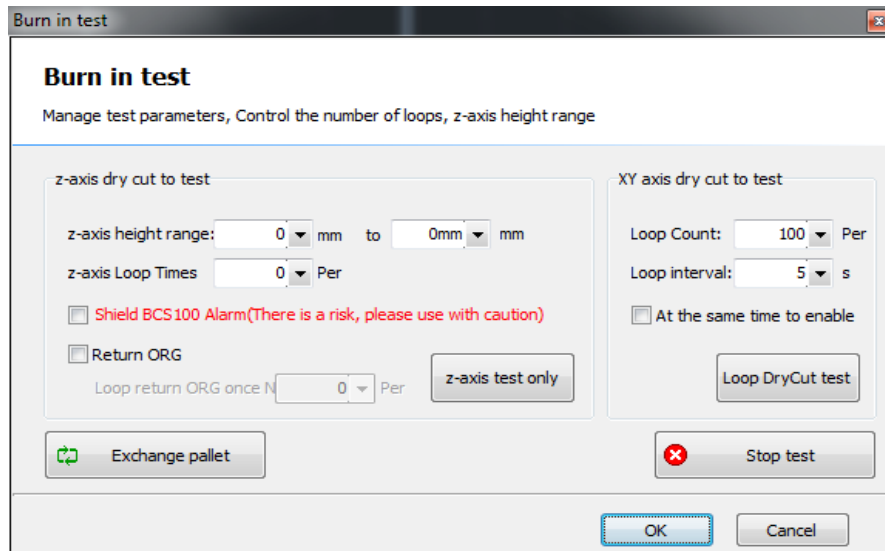 Burn in test
Burn in test
Manage test parameters, Control the number of loops, z-axis height range
z-axis dry cut to test
z-axis height range: 0 mm to 0mm mm
z-axis Loop Times 0 Per
Shield BCS100 Alarm(There is a risk, please use with caution)
Return ORG
Loop return ORG once N 0 Per
z-axis test only
XY axis dry cut to test
Loop Count: 100 Per
Loop interval: 5 s
At the same time to enable
Loop DryCut test
Exchange pallet
Stop test
OK
Cancel